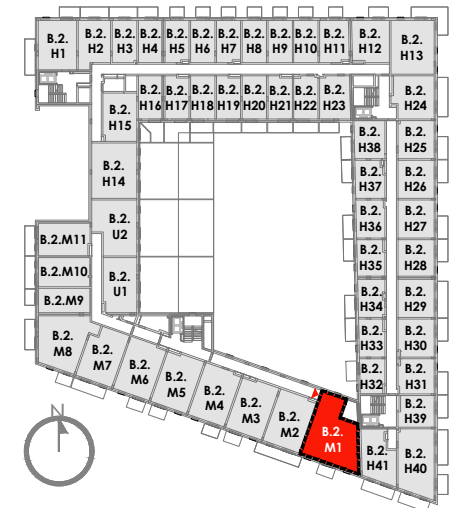 B.2.
H1
B.2.
H2
B.2.
H3
B.2.
H4
B.2.
H5
B.2.
H6
B.2.
H7
B.2.
H8
B.2.
H9
B.2.
H10
B.2.
H11
B.2.
H12
B.2.
H13
B.2.
H15
B.2.
H16
B.2.
H17
B.2.
H18
B.2.
H19
B.2.
H20
B.2.
H21
B.2.
H22
B.2.
H23
B.2.
H24
B.2.
H38
B.2.
H25
B.2.
H14
B.2.
H37
B.2.
H26
B.2.
U2
B.2.
H36
B.2.
H27
B.2.M11
B.2.
H35
B.2.
H28
B.2.M10
B.2.
U1
B.2.
H34
B.2.
H29
B.2.M9
B.2.
H33
B.2.
H30
B.2.
M8
B.2.
M7
B.2.
M6
B.2.
M5
B.2.
M4
B.2.
M3
B.2.
M2
B.2.
M1
B.2.
H32
B.2.
H31
B.2.
H39
B.2.
H41
B.2.
H40
N